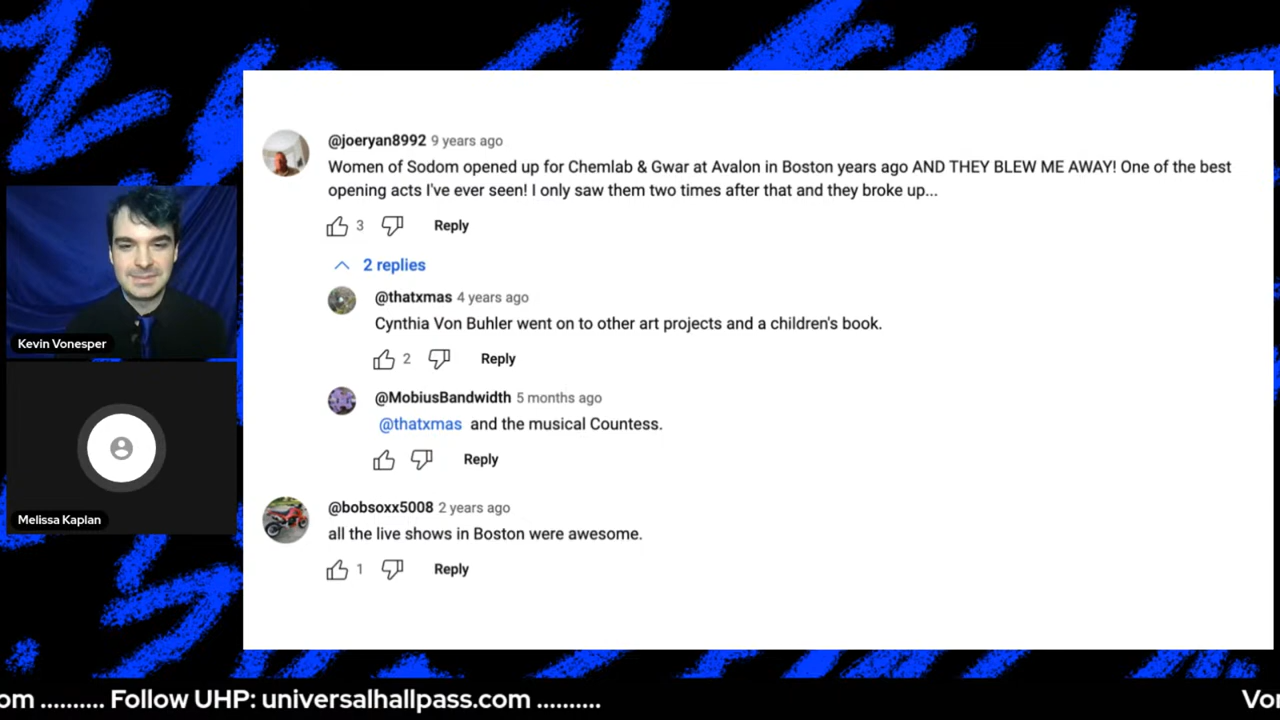 @joeryan8992 9 years ago
Women of Sodom opened up for Chemlab & Gwar at Avalon in Boston years ago AND THEY BLEW ME AWAY! One of the best
opening acts I've ever seen! I only saw them two times after that and they broke up...
3 Reply
2 replies
@thatxmas 4 years ago
Cynthia Von Buhler went on to other art projects and a children's book.
2 Reply
@MobiusBandwidth 5 months ago
@thatxmas and the musical Countess.
Reply
@bobsoxx5008 2 years ago
all the live shows in Boston were awesome.
1 Reply
Kevin Vonesper
Melissa Kaplan
om .......... Follow UHP: universalhallpass.com .......... Vo